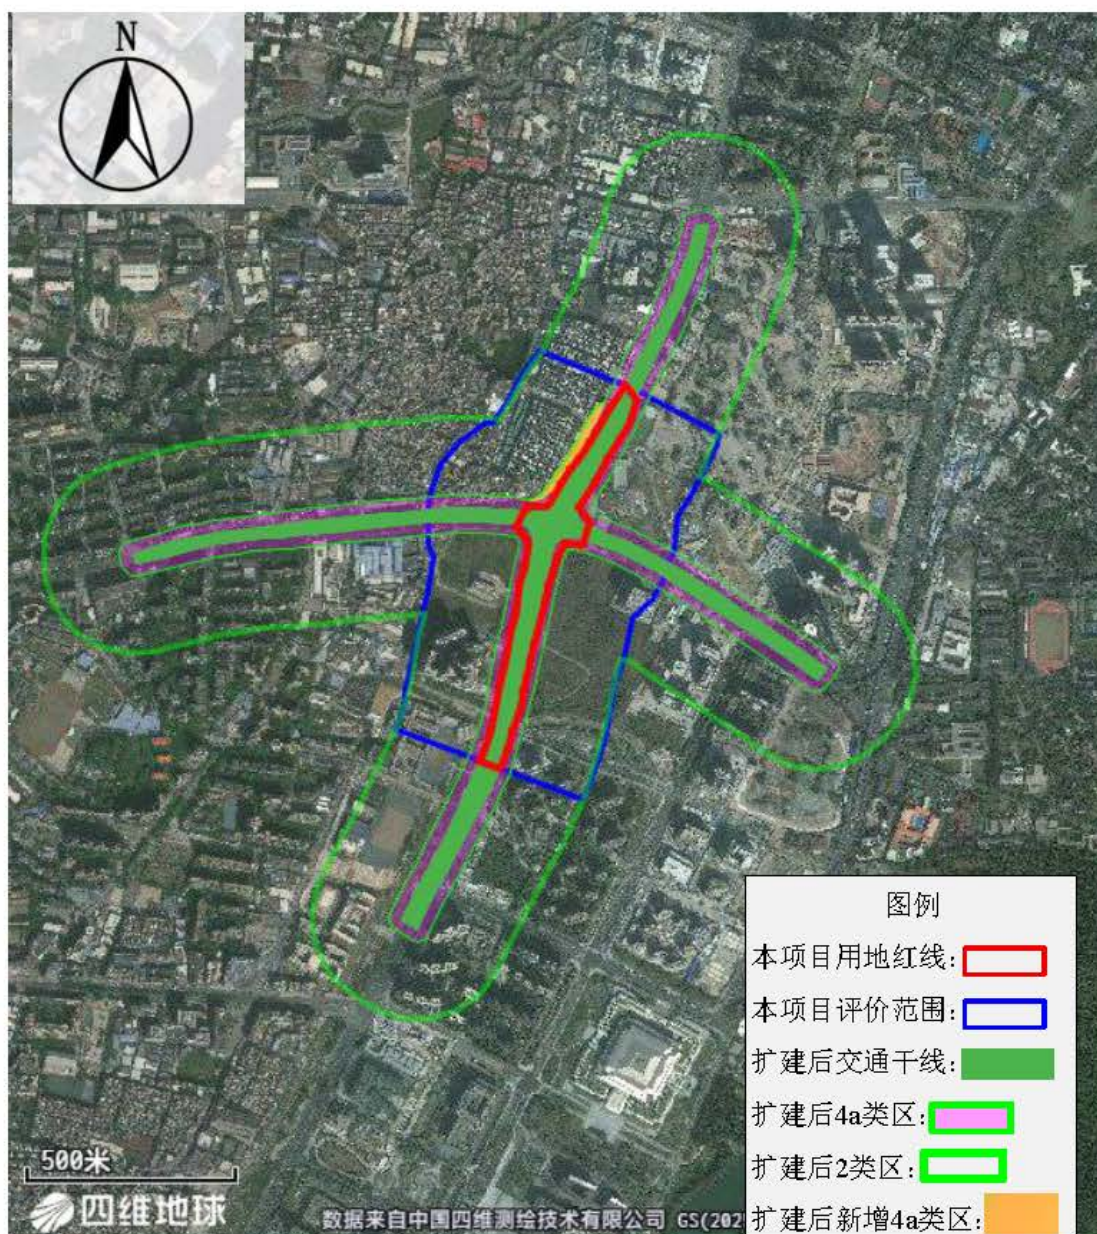 N
图例
本项目用地红线:
本项目评价范围:
扩建后交通干线:
扩建后4a类区:
扩建后2类区:
扩建后新增4a类区:
500米
四维地球
数据来自中国四维测绘技术有限公司 GS(202